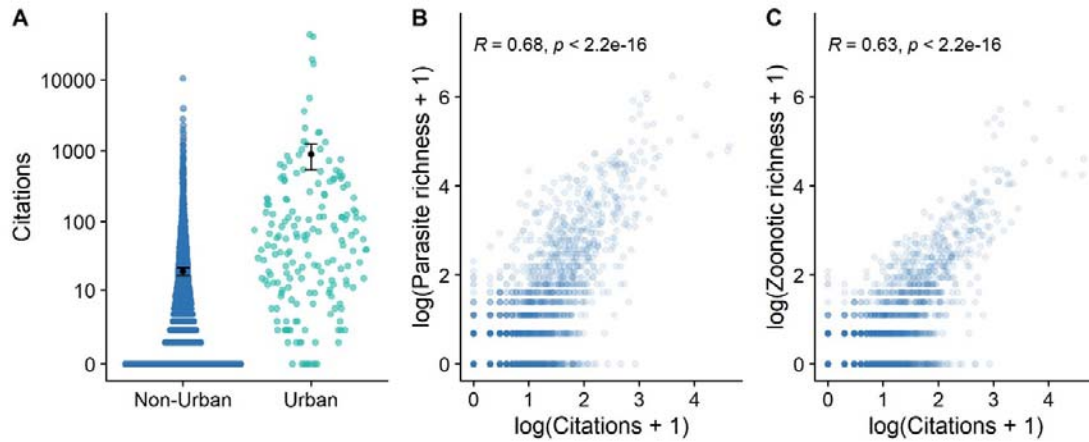 A
Citations
10000
1000
100
10
0
Non-Urban
Urban
B
R = 0.68, p < 2.2e-16
log(Parasite richness + 1)
6
4
2
0
0 1 2 3 4
log(Citations + 1)
C
R = 0.63, p < 2.2e-16
log(Zoonotic richness + 1)
6
4
2
0
0 1 2 3 4
log(Citations + 1)